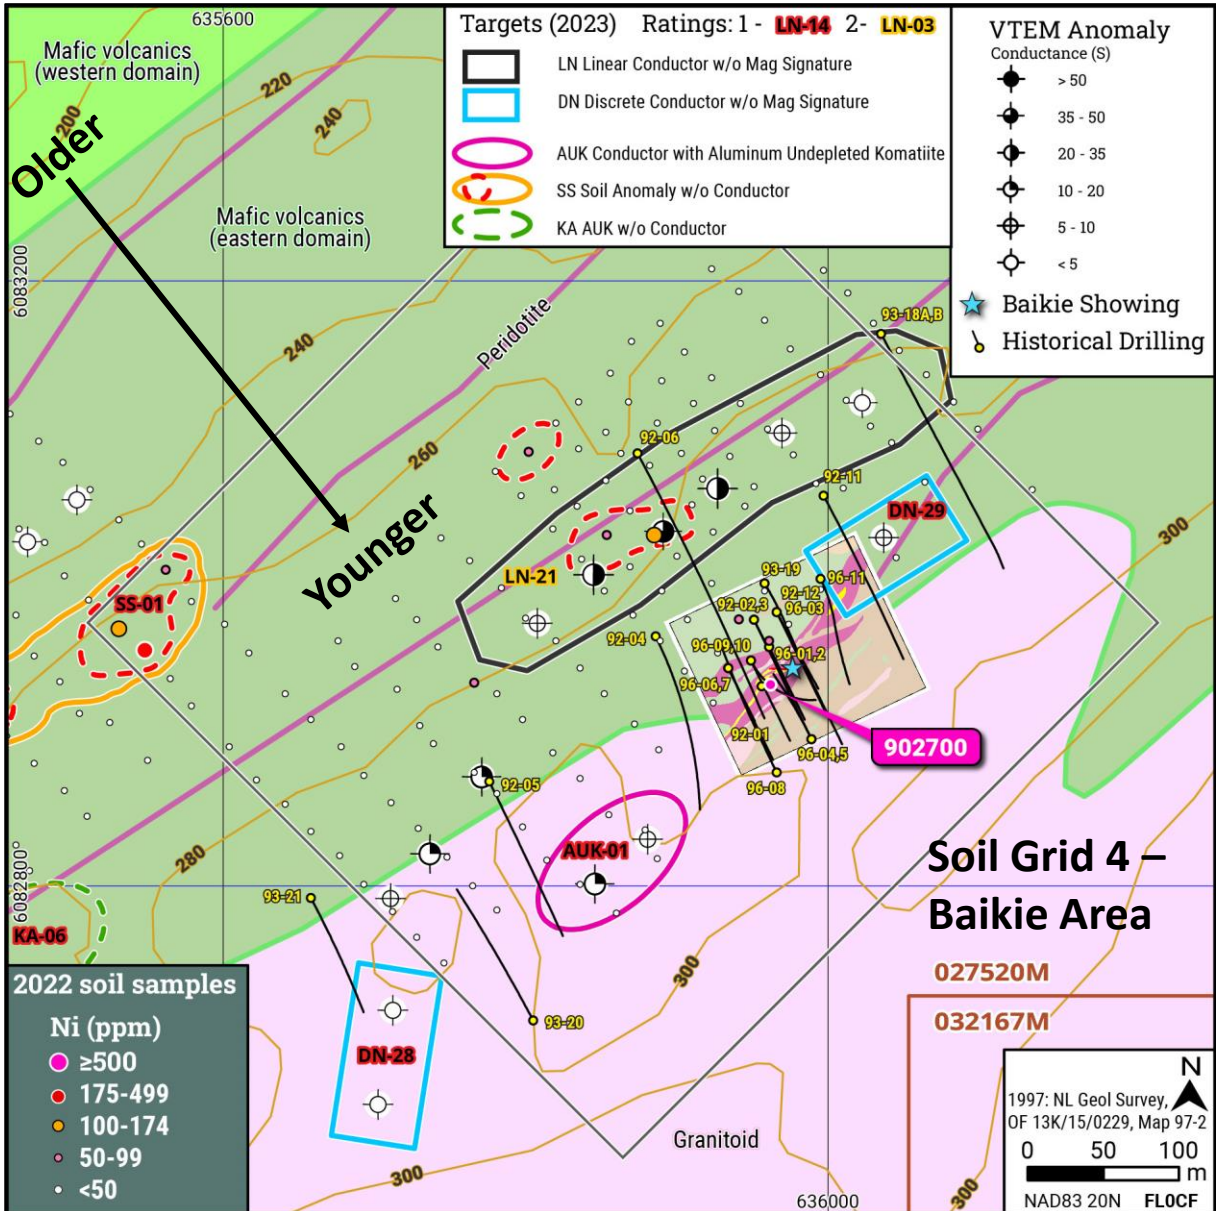 635600
Mafic volcanics
(western domain)
Targets (2023) Ratings: 1 - LN-14 2- LN-03
LN Linear Conductor w/o Mag Signature
DN Discrete Conductor w/o Mag Signature
AUK Conductor with Aluminum Undepleted Komatiite
SS Soil Anomaly w/o Conductor
KA AUK w/o Conductor
VTEM Anomaly
Conductance (S)
> 50
35 - 50
20 - 35
10 - 20
5 - 10
< 5
Baikie Showing
Historical Drilling
200
220
240
Older
Mafic volcanics
(eastern domain)
6083200
240
Peridotite
93-18A,B
260
92-06
92-11
Younger
DN-29
300
LN-21
SS-01
93-19
96-11
92-12
92-02,3
96-03
92-04
96-09,10
96-01,2
96-06,7
92-01
96-04,5
902700
96-08
92-05
AUK-01
280
6082800
93-21
KA-06
Soil Grid 4 –
Baikie Area
300
027520M
032167M
93-20
DN-28
2022 soil samples
Ni (ppm)
≥500
175-499
100-174
50-99
<50
Granitoid
300
636000
300
N
1997: NL Geol Survey,
OF 13K/15/0229, Map 97-2
0 50 100
m
NAD83 20N FL0CF